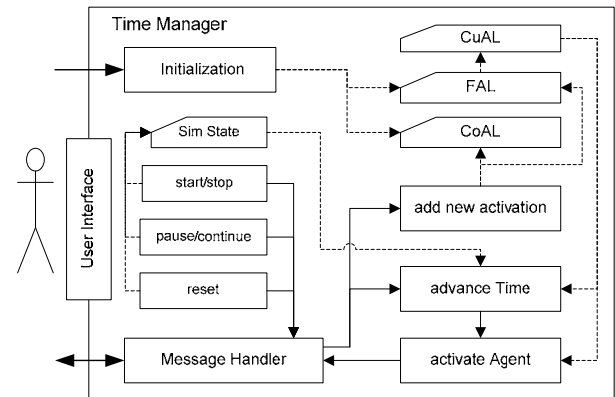 Time Manager
CuAL
Initialization
FAL
Sim State
CoAL
start/stop
add new activation
pause/continue
User Interface
reset
advance Time
Message Handler
activate Agent